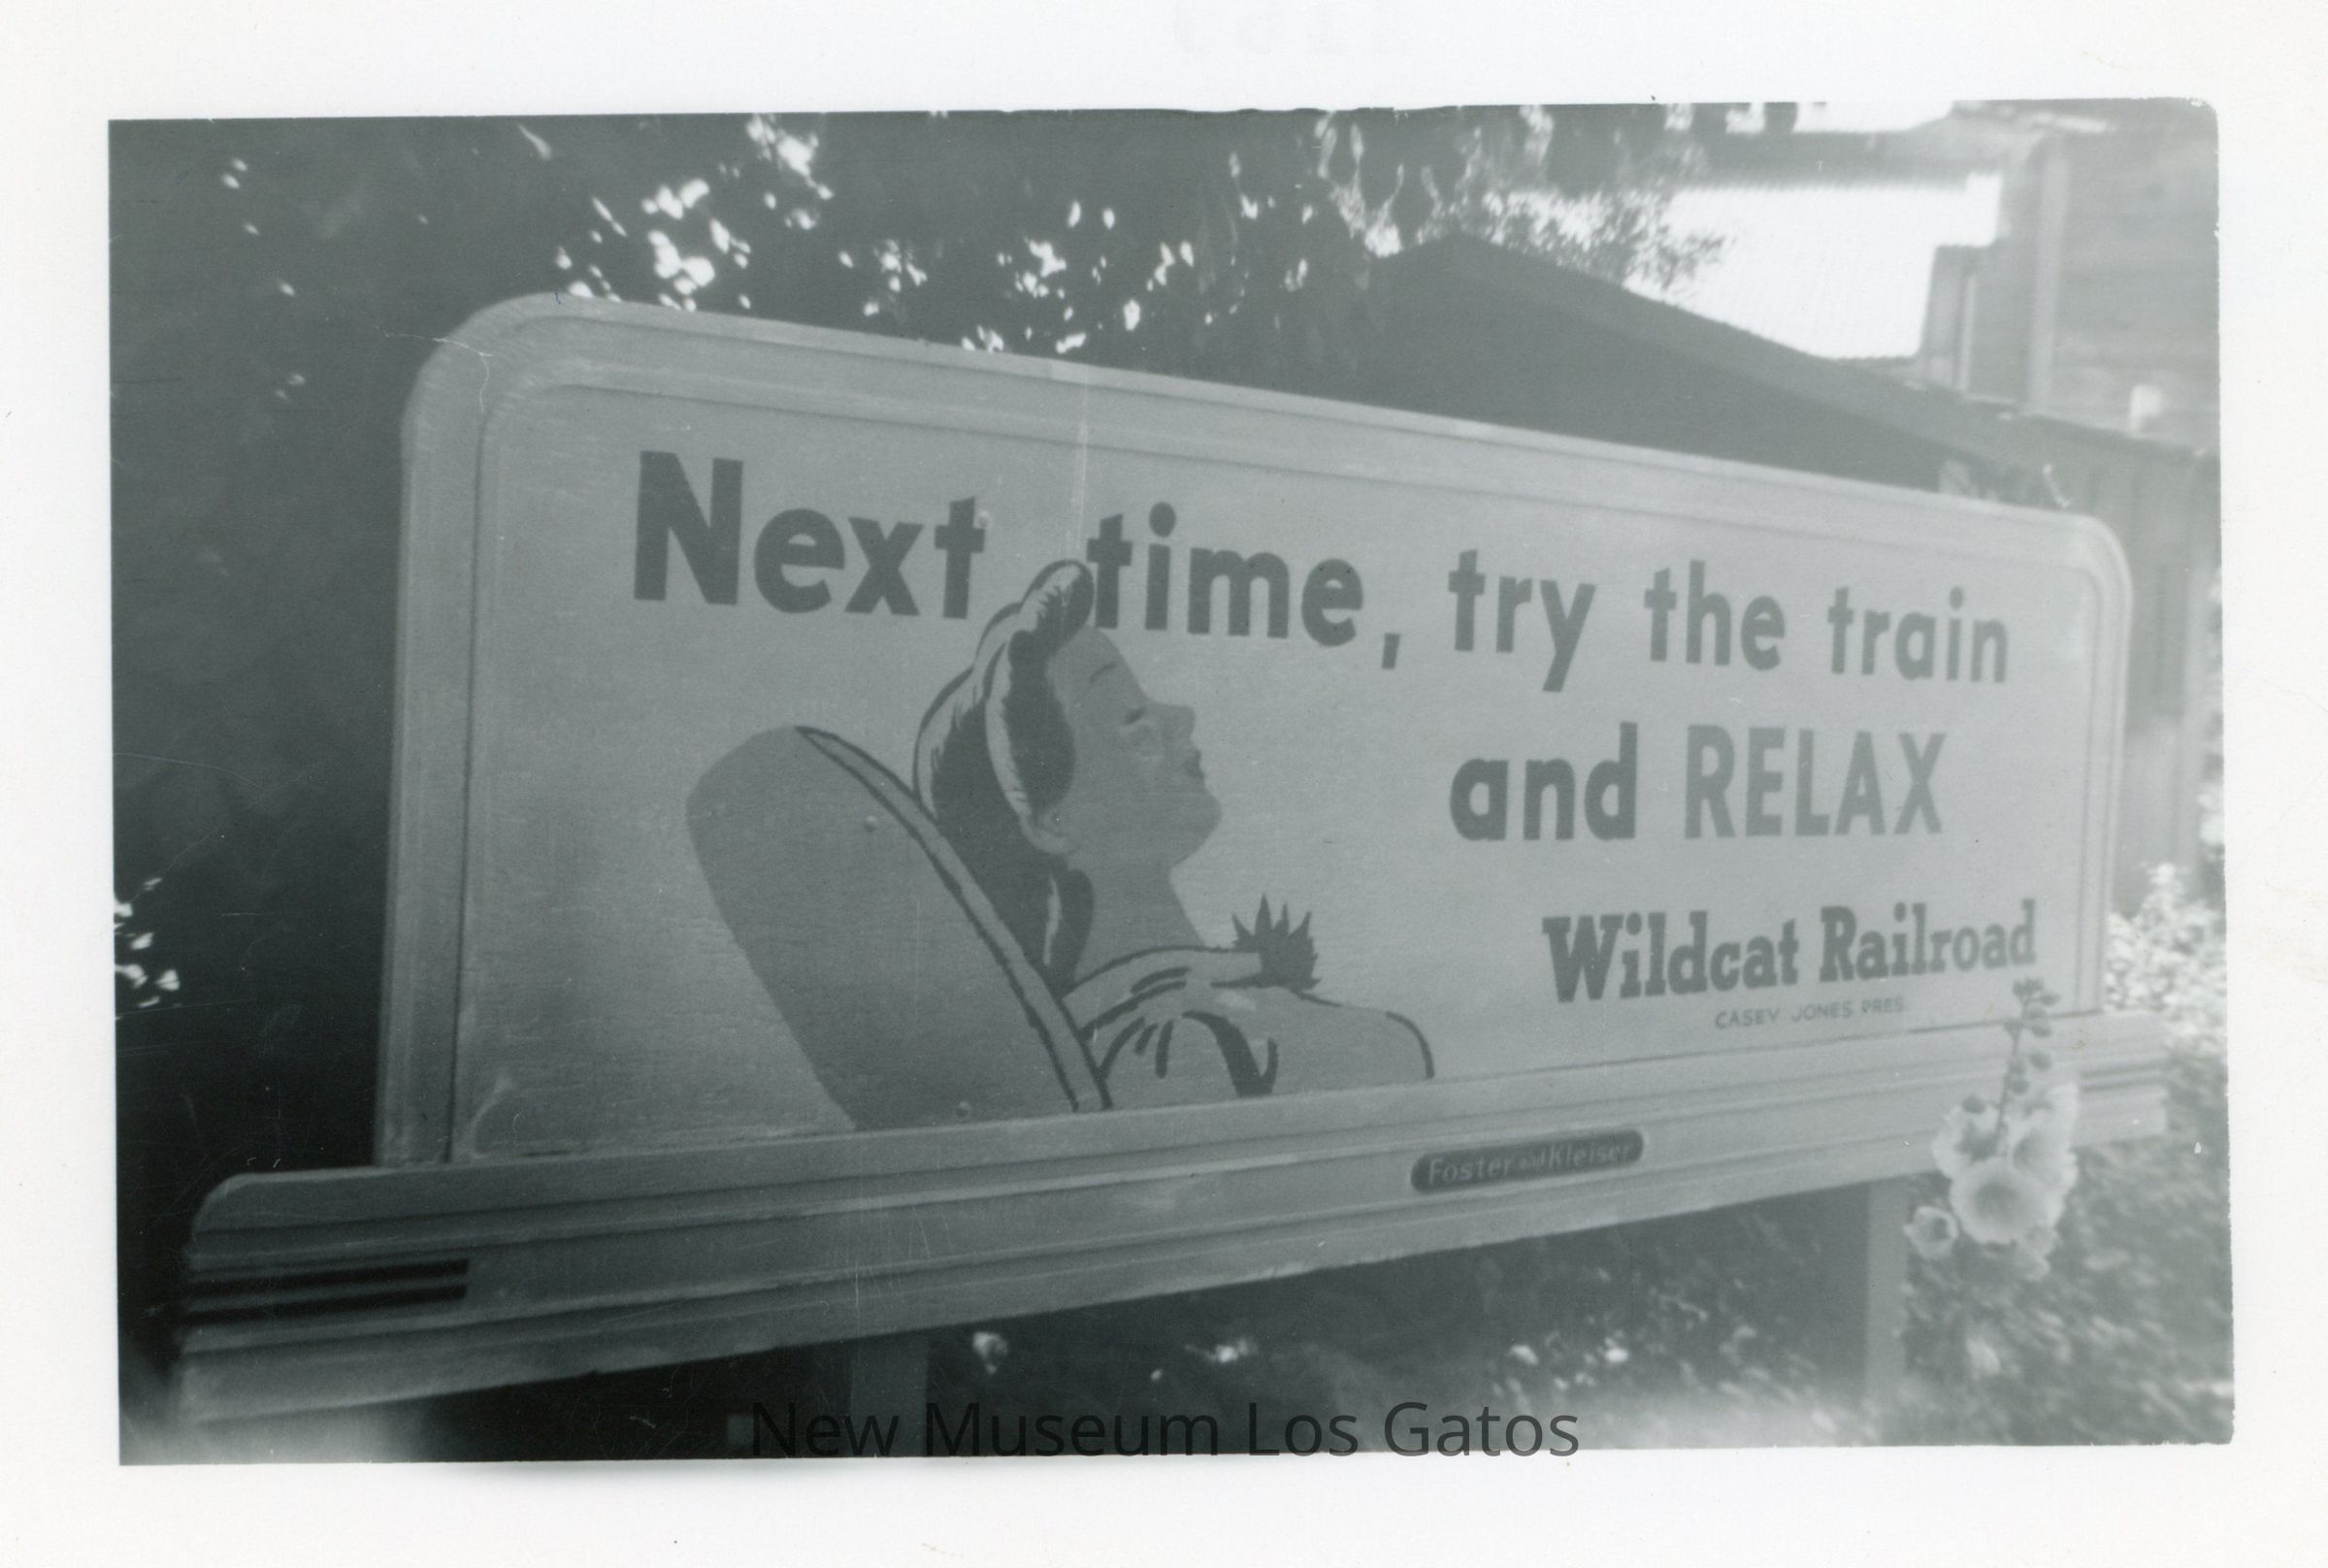 Next time, try the train
and RELAX
Wildcat Railroad
CASEY JONES PRES.
Foster and Kleiser
New Museum Los Gatos